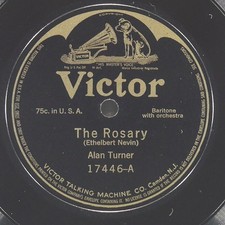 "HIS MASTER'S VOICE"
Victor
75c. in U. S. A.
Baritone
with orchestra
The Rosary
(Ethelbert Nevin)
Alan Turner
17446-A
VICTOR TALKING MACHINE CO. Camden, N.J.